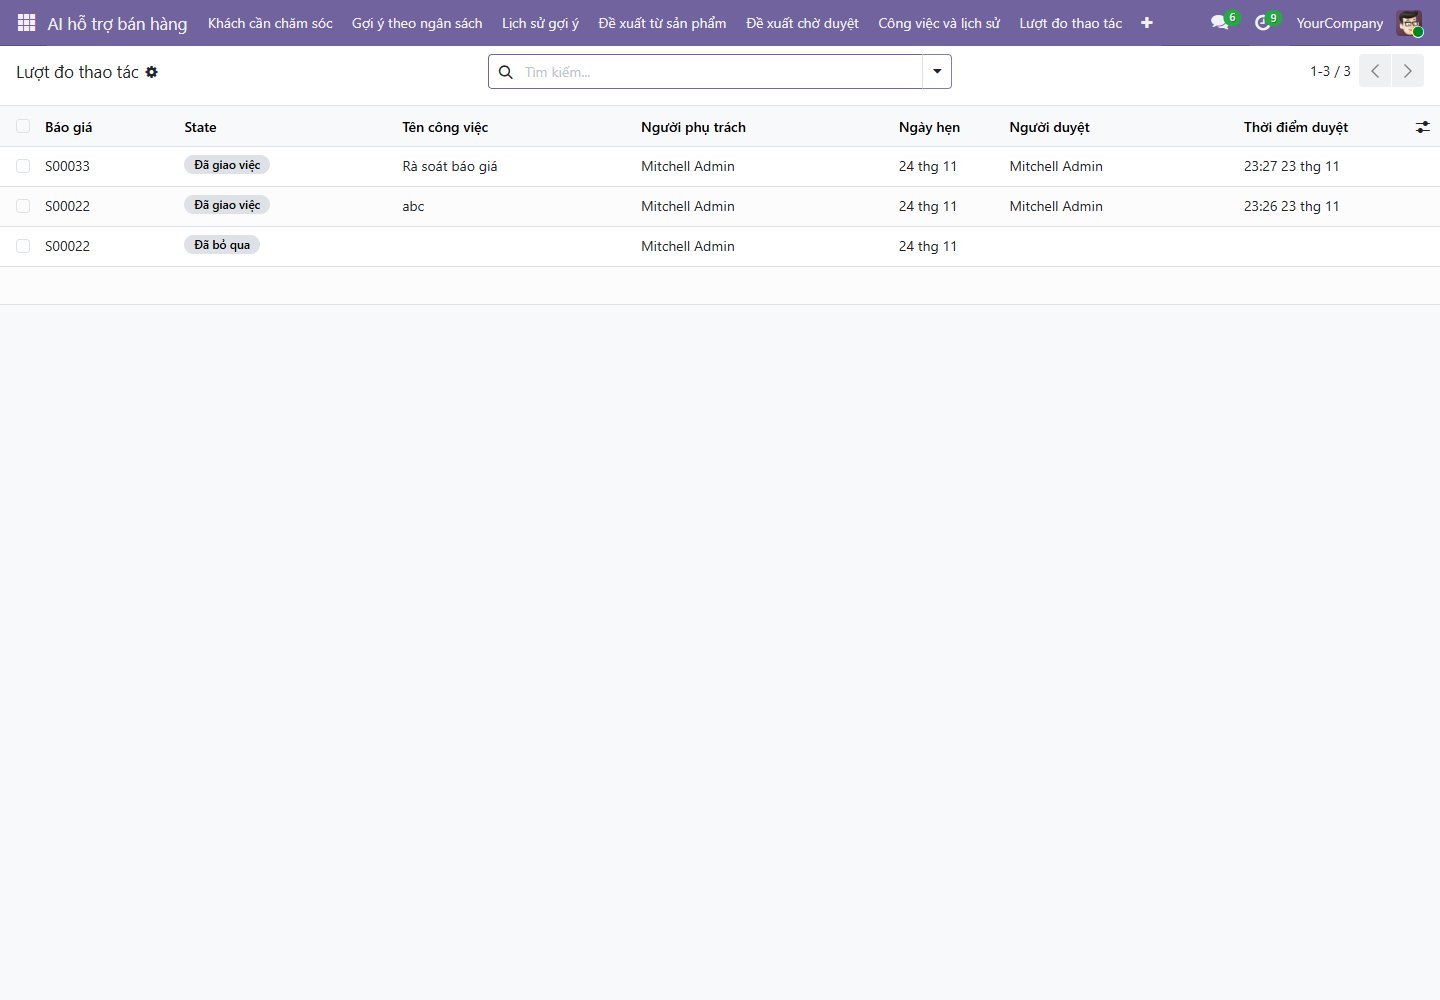 AI hỗ trợ bán hàng Khách cần chăm sóc Gợi ý theo ngân sách Lịch sử gợi ý Đề xuất từ sản phẩm Đề xuất chờ duyệt Công việc và lịch sử Lượt đo thao tác 6 9 YourCompany
Lượt đo thao tác Tìm kiếm... 1-3 / 3
Báo giá State Tên công việc Người phụ trách Ngày hẹn Người duyệt Thời điểm duyệt
S00033 Đã giao việc Rà soát báo giá Mitchell Admin 24 thg 11 Mitchell Admin 23:27 23 thg 11
S00022 Đã giao việc abc Mitchell Admin 24 thg 11 Mitchell Admin 23:26 23 thg 11
S00022 Đã bỏ qua Mitchell Admin 24 thg 11